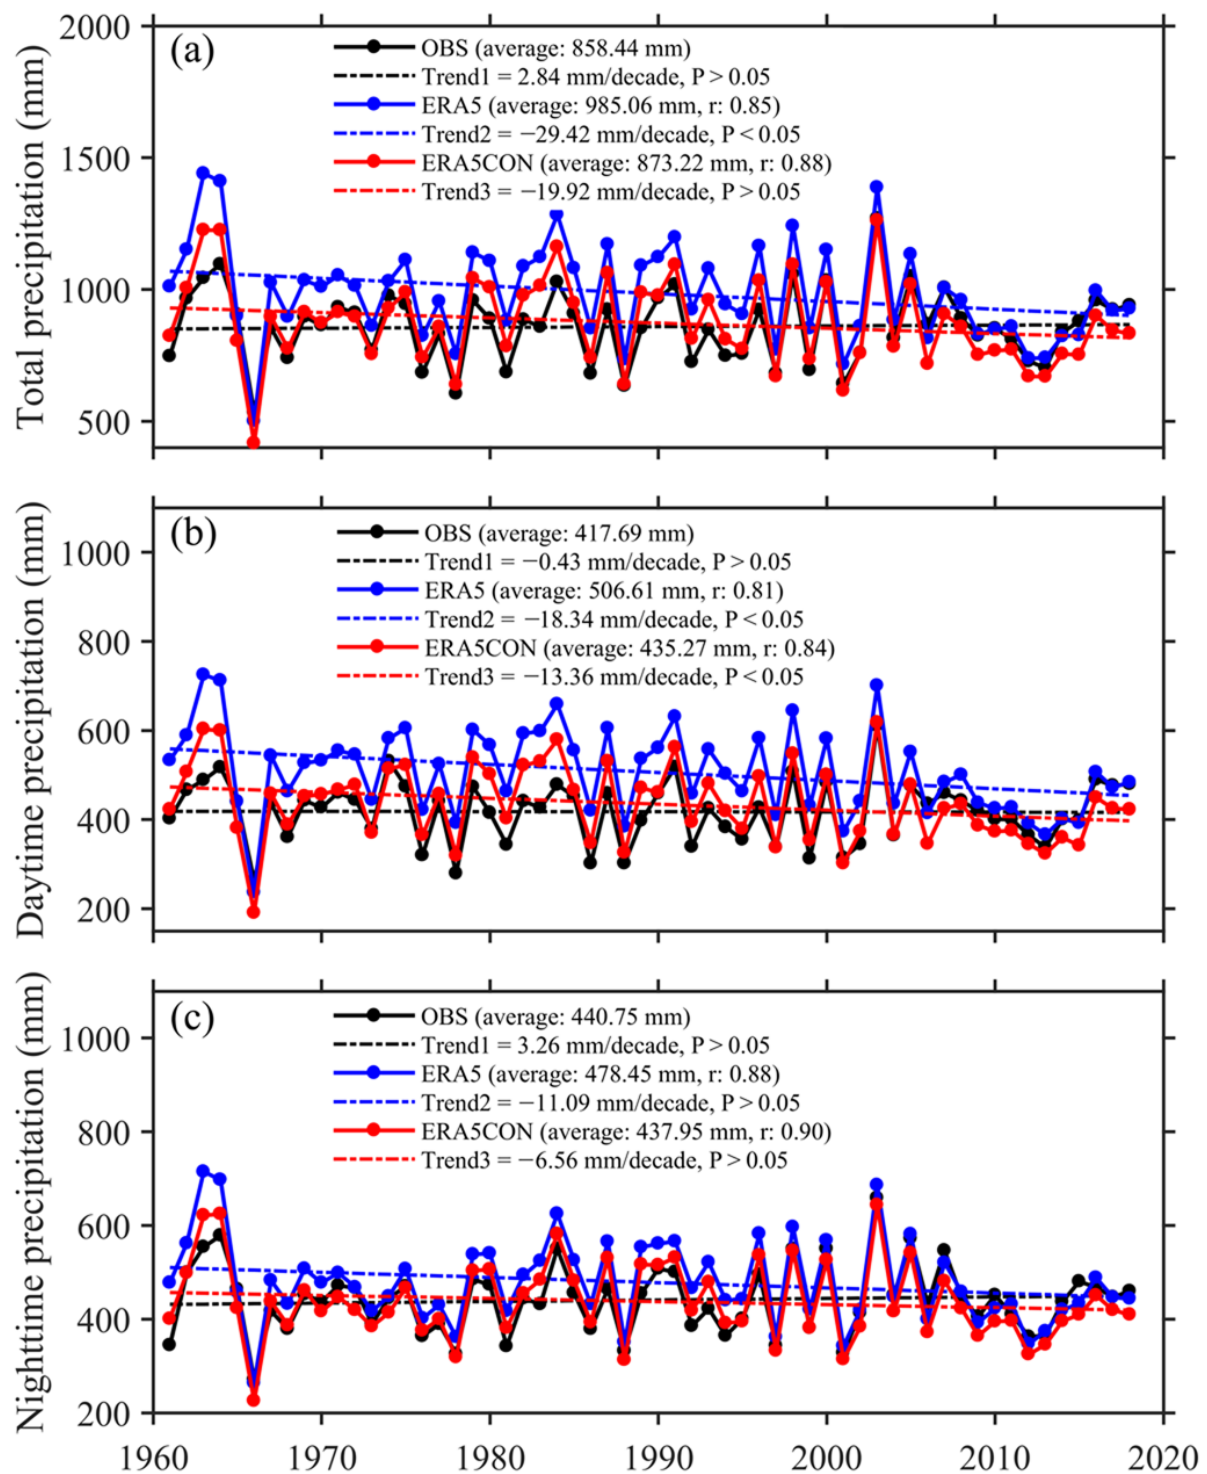 Total precipitation (mm)
2000
1500
1000
500
(a)
OBS (average: 858.44 mm)
Trend1 = 2.84 mm/decade, P > 0.05
ERA5 (average: 985.06 mm, r: 0.85)
Trend2 = −29.42 mm/decade, P < 0.05
ERA5CON (average: 873.22 mm, r: 0.88)
Trend3 = −19.92 mm/decade, P > 0.05
Daytime precipitation (mm)
1000
800
600
400
200
(b)
OBS (average: 417.69 mm)
Trend1 = −0.43 mm/decade, P > 0.05
ERA5 (average: 506.61 mm, r: 0.81)
Trend2 = −18.34 mm/decade, P < 0.05
ERA5CON (average: 435.27 mm, r: 0.84)
Trend3 = −13.36 mm/decade, P < 0.05
Nighttime precipitation (mm)
1000
800
600
400
200
(c)
OBS (average: 440.75 mm)
Trend1 = 3.26 mm/decade, P > 0.05
ERA5 (average: 478.45 mm, r: 0.88)
Trend2 = −11.09 mm/decade, P > 0.05
ERA5CON (average: 437.95 mm, r: 0.90)
Trend3 = −6.56 mm/decade, P > 0.05
1960 1970 1980 1990 2000 2010 2020